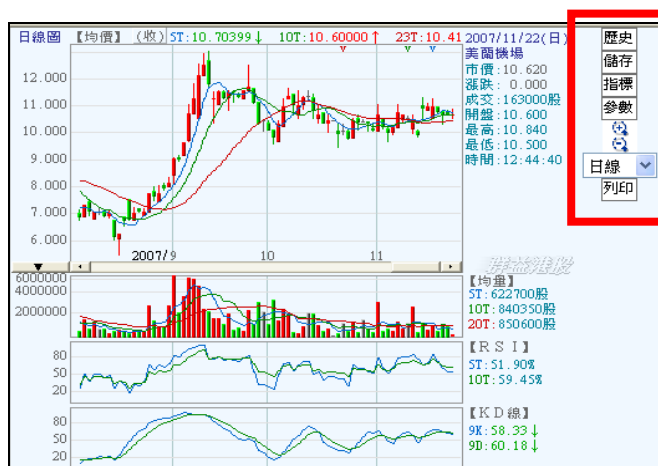 日線圖 【均價】 (收) 5T:10.70399↓ 10T:10.60000↑ 23T:10.41
2007/11/22(日)
美蘭機場
市價:10.620
漲跌: 0.000
成交:163000股
開盤:10.600
最高:10.840
最低:10.500
時間:12:44:40
歷史
儲存
指標
參數
日線
列印
12.000
11.000
10.000
9.000
8.000
7.000
6.000
2007/9 10 11
群益港股
6000000
4000000
2000000
【均量】
5T:622700股
10T:840350股
20T:850600股
80
50
20
【RSI】
5T:51.90%
10T:59.45%
80
50
20
【KD線】
9K:58.33↓
9D:60.18↓